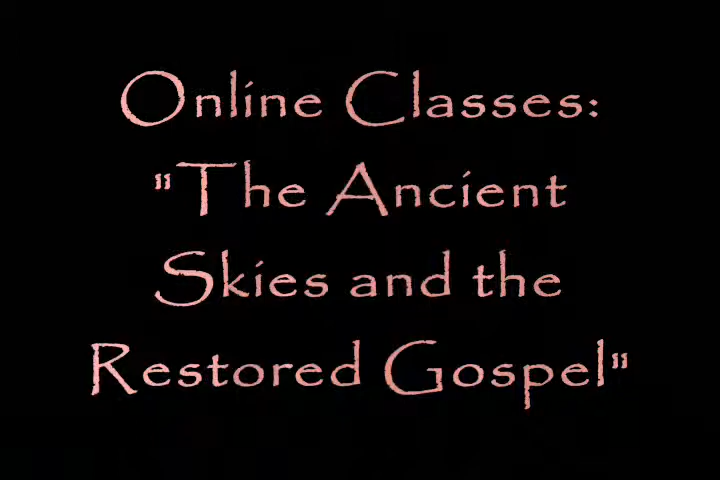 Online Classes:
"The Ancient
Skies and the
Restored Gospel"